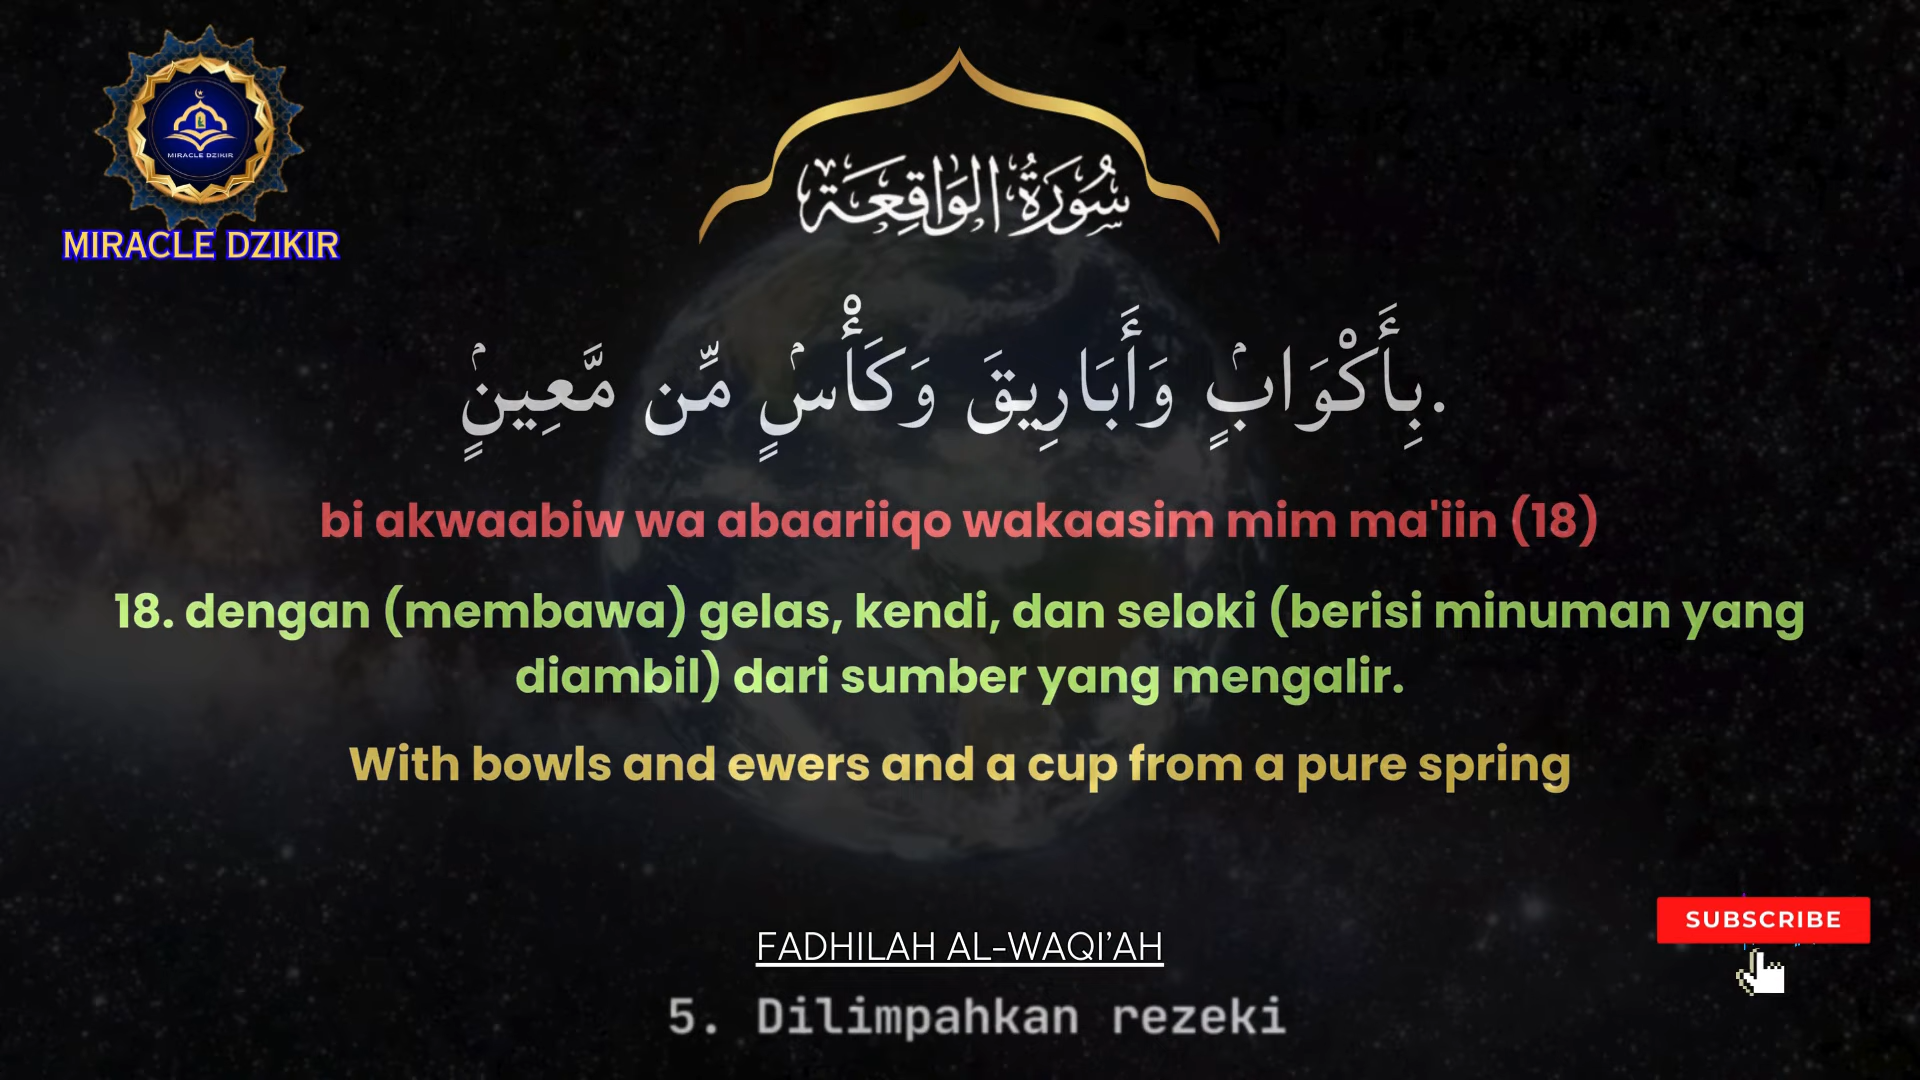 MIRACLE DZIKIR
MIRACLE DZIKIR
سُورَةُ الوَاقِعَة
بِأَكْوَابٍۢ وَأَبَارِيقَ وَكَأْسٍۢ مِّن مَّعِينٍۢ.
bi akwaabiw wa abaariiqo wakaasim mim ma'iin (18)
18. dengan (membawa) gelas, kendi, dan seloki (berisi minuman yang
diambil) dari sumber yang mengalir.
With bowls and ewers and a cup from a pure spring
SUBSCRIBE
FADHILAH AL-WAQI’AH
5. Dilimpahkan rezeki